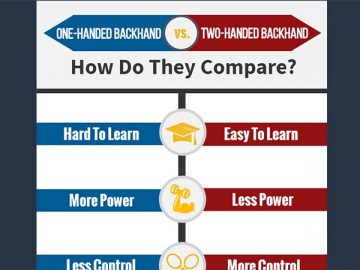 ONE-HANDED BACKHAND vs. TWO-HANDED BACKHAND
How Do They Compare?
Hard To Learn Easy To Learn
More Power Less Power
Less Control More Control